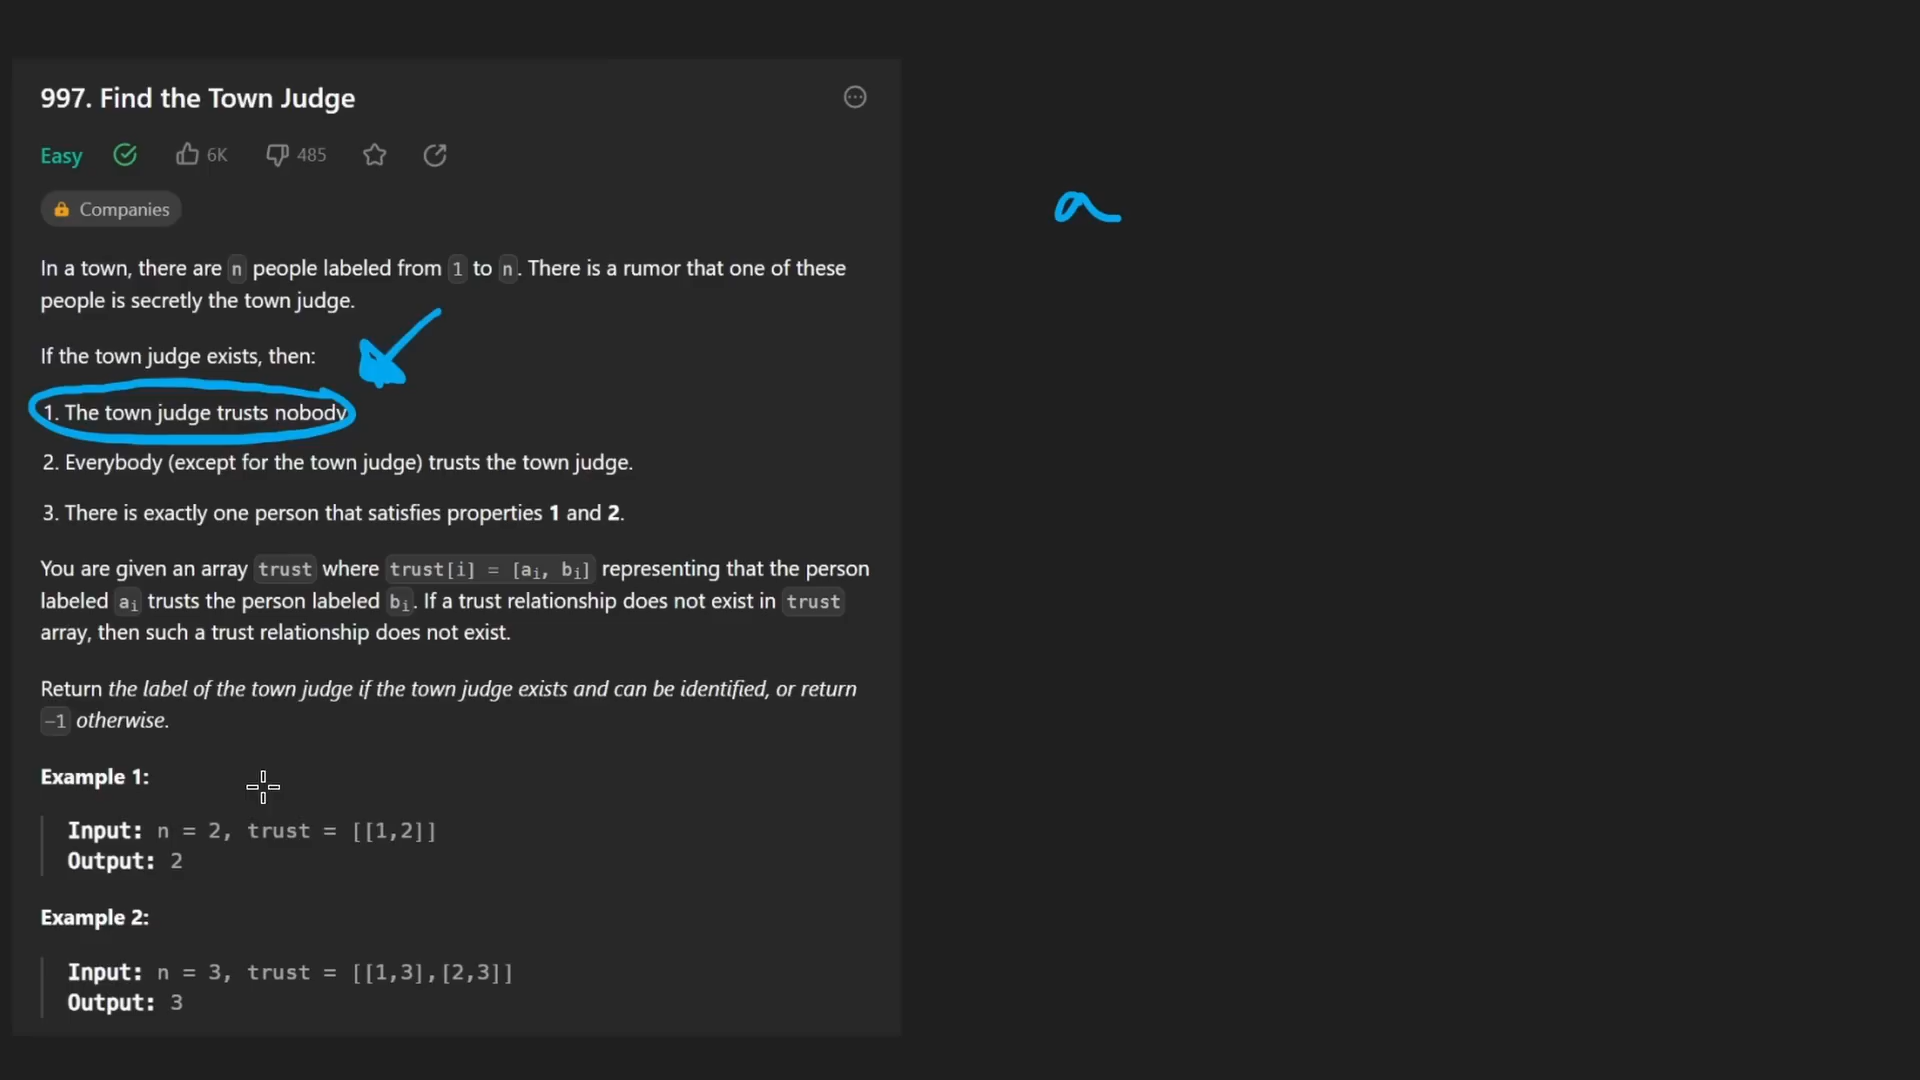 997. Find the Town Judge
Easy 6K 485
Companies
a
In a town, there are n people labeled from 1 to n. There is a rumor that one of these
people is secretly the town judge.
If the town judge exists, then:
1. The town judge trusts nobody
2. Everybody (except for the town judge) trusts the town judge.
3. There is exactly one person that satisfies properties 1 and 2.
You are given an array trust where trust[i] = [aᵢ, bᵢ] representing that the person
labeled aᵢ trusts the person labeled bᵢ. If a trust relationship does not exist in trust
array, then such a trust relationship does not exist.
Return the label of the town judge if the town judge exists and can be identified, or return
-1 otherwise.
Example 1:
Input: n = 2, trust = [[1,2]]
Output: 2
Example 2:
Input: n = 3, trust = [[1,3],[2,3]]
Output: 3